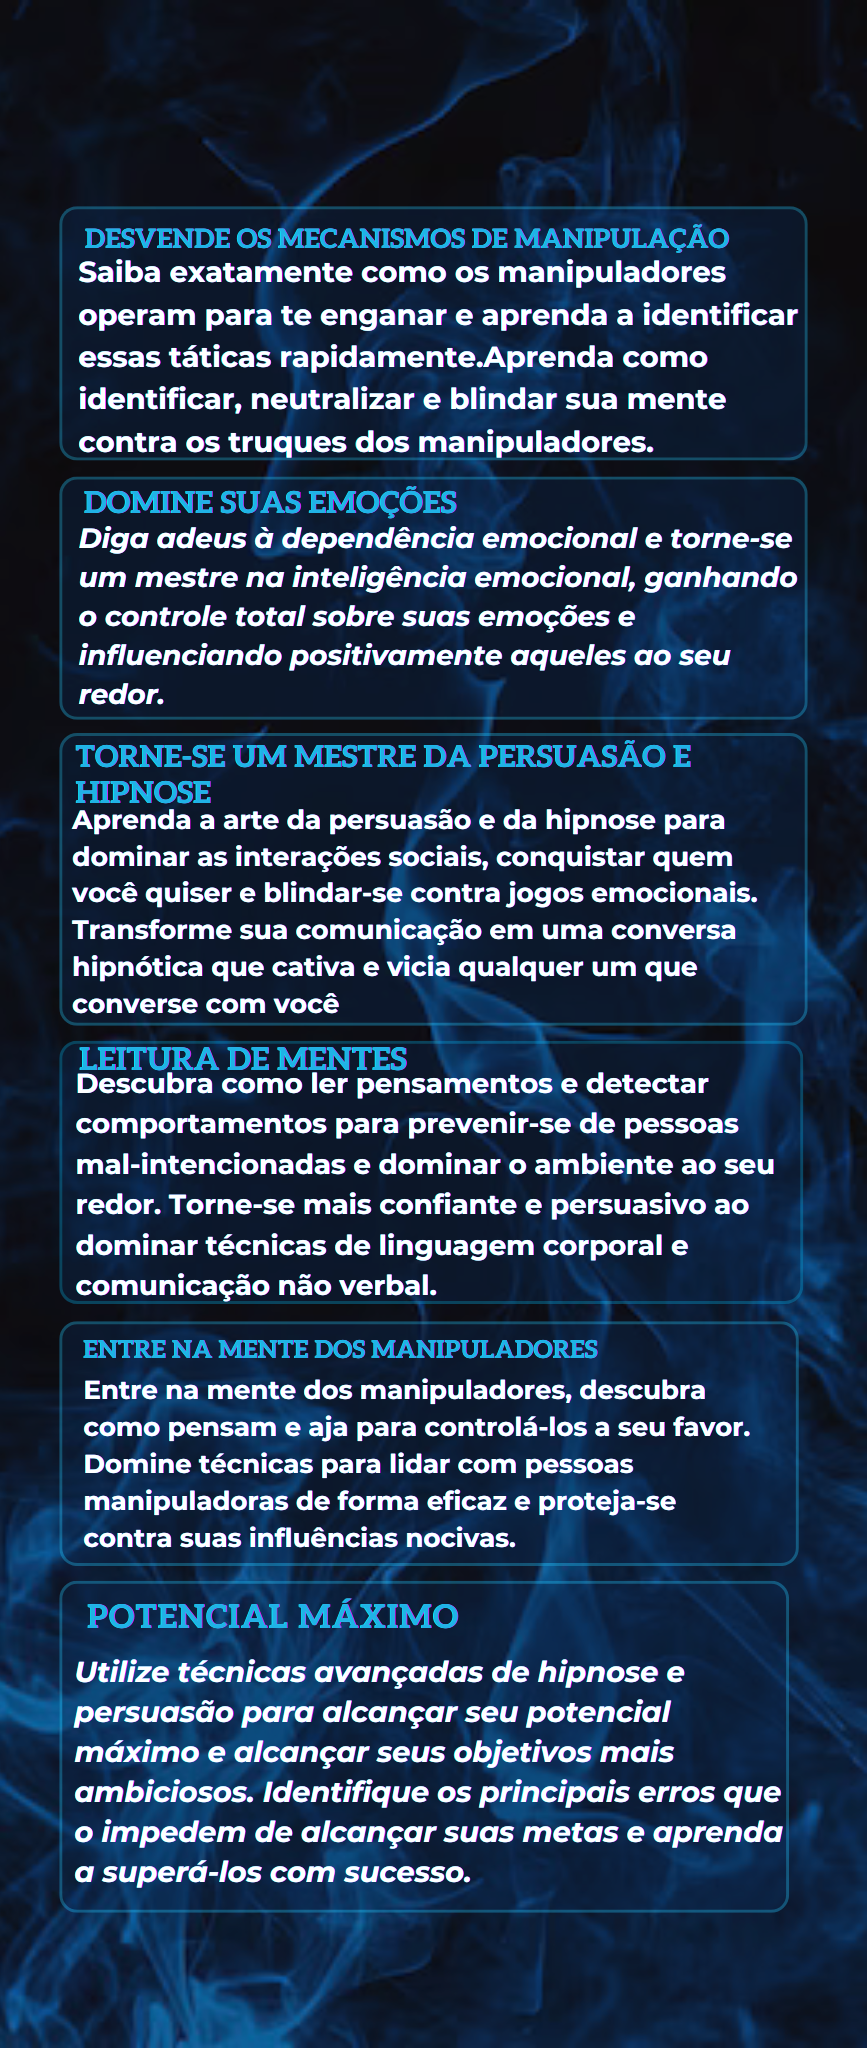 DESVENDE OS MECANISMOS DE MANIPULAÇÃO
Saiba exatamente como os manipuladores
operam para te enganar e aprenda a identificar
essas táticas rapidamente.Aprenda como
identificar, neutralizar e blindar sua mente
contra os truques dos manipuladores.
DOMINE SUAS EMOÇÕES
Diga adeus à dependência emocional e torne-se
um mestre na inteligência emocional, ganhando
o controle total sobre suas emoções e
influenciando positivamente aqueles ao seu
redor.
TORNE-SE UM MESTRE DA PERSUASÃO E
HIPNOSE
Aprenda a arte da persuasão e da hipnose para
dominar as interações sociais, conquistar quem
você quiser e blindar-se contra jogos emocionais.
Transforme sua comunicação em uma conversa
hipnótica que cativa e vicia qualquer um que
converse com você
LEITURA DE MENTES
Descubra como ler pensamentos e detectar
comportamentos para prevenir-se de pessoas
mal-intencionadas e dominar o ambiente ao seu
redor. Torne-se mais confiante e persuasivo ao
dominar técnicas de linguagem corporal e
comunicação não verbal.
ENTRE NA MENTE DOS MANIPULADORES
Entre na mente dos manipuladores, descubra
como pensam e aja para controlá-los a seu favor.
Domine técnicas para lidar com pessoas
manipuladoras de forma eficaz e proteja-se
contra suas influências nocivas.
POTENCIAL MÁXIMO
Utilize técnicas avançadas de hipnose e
persuasão para alcançar seu potencial
máximo e alcançar seus objetivos mais
ambiciosos. Identifique os principais erros que
o impedem de alcançar suas metas e aprenda
a superá-los com sucesso.